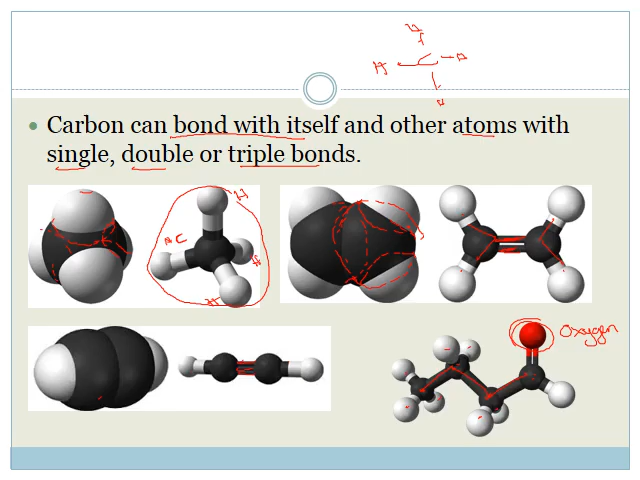 H
C
H
H
H
Carbon can bond with itself and other atoms with
single, double or triple bonds.
H
C
H
H
Oxygen